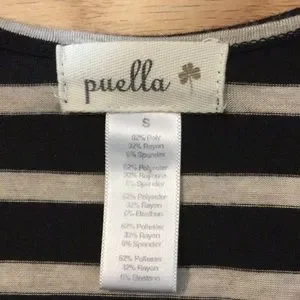 puella
S
62% Poly
32% Rayon
6% Spandex
62% Polyester
32% Rayonne
6% Spandex
62% Polyester
32% Rayon
6% Elasthan
62% Poliester
32% Rayon
6% Spandex
62% Poliestere
32% Rayon
6% Elastan